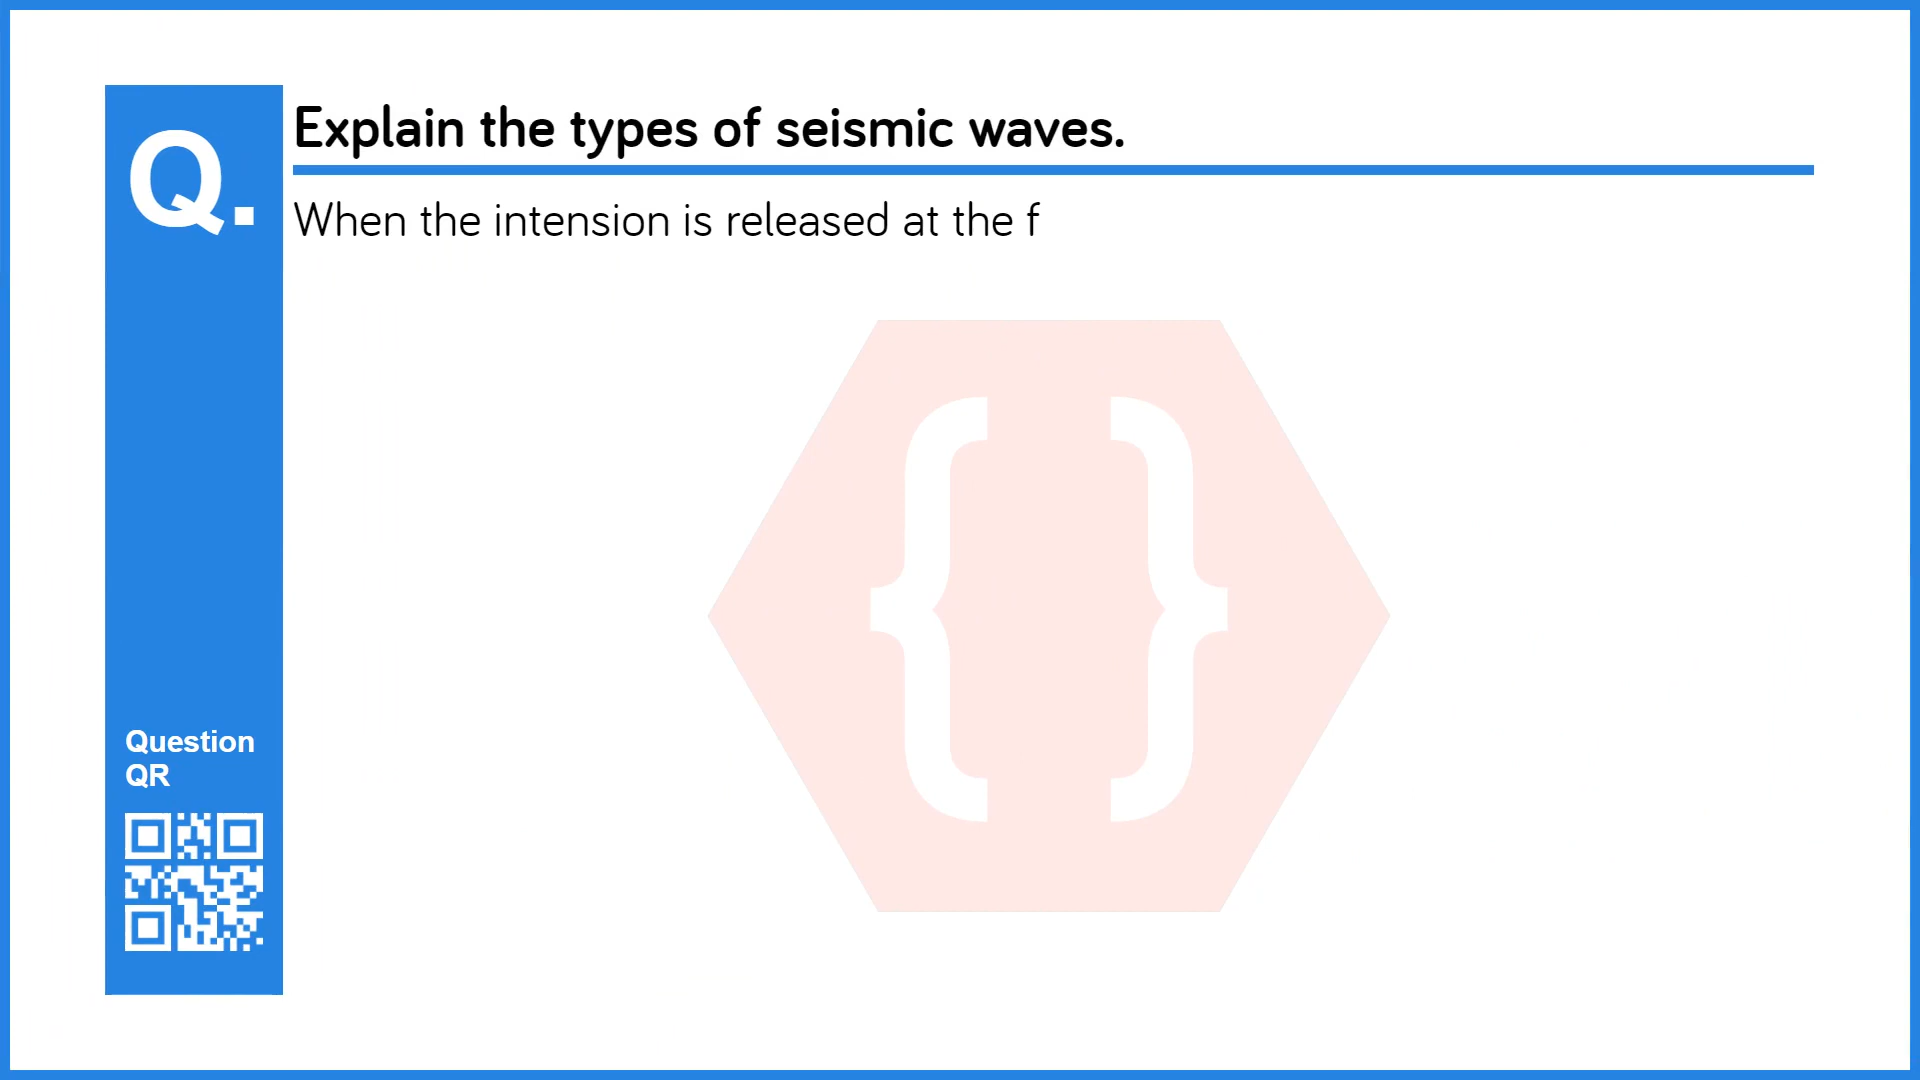 Q.
Explain the types of seismic waves.
When the intension is released at the f
{ }
Question
QR